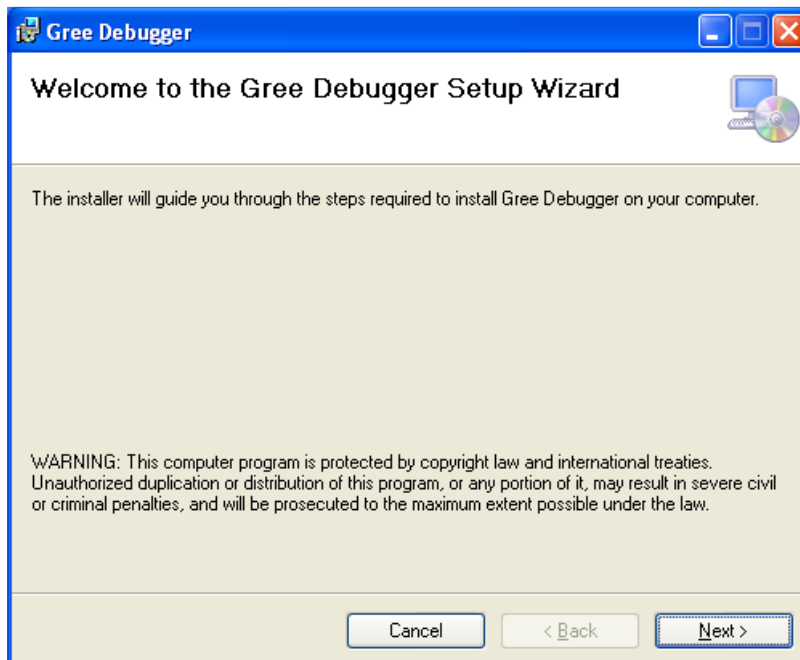 Gree Debugger
Welcome to the Gree Debugger Setup Wizard
The installer will guide you through the steps required to install Gree Debugger on your computer.
WARNING: This computer program is protected by copyright law and international treaties.
Unauthorized duplication or distribution of this program, or any portion of it, may result in severe civil
or criminal penalties, and will be prosecuted to the maximum extent possible under the law.
Cancel
< Back
Next >